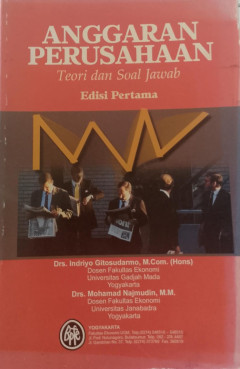 ANGGARAN
PERUSAHAAN
Teori dan Soal Jawab
Edisi Pertama
Drs. Indriyo Gitosudarmo, M.Com. (Hons)
Dosen Fakultas Ekonomi
Universitas Gadjah Mada
Yogyakarta
Drs. Mohamad Najmudin, M.M.
Dosen Fakultas Ekonomi
Universitas Janabadra
Yogyakarta
YOGYAKARTA